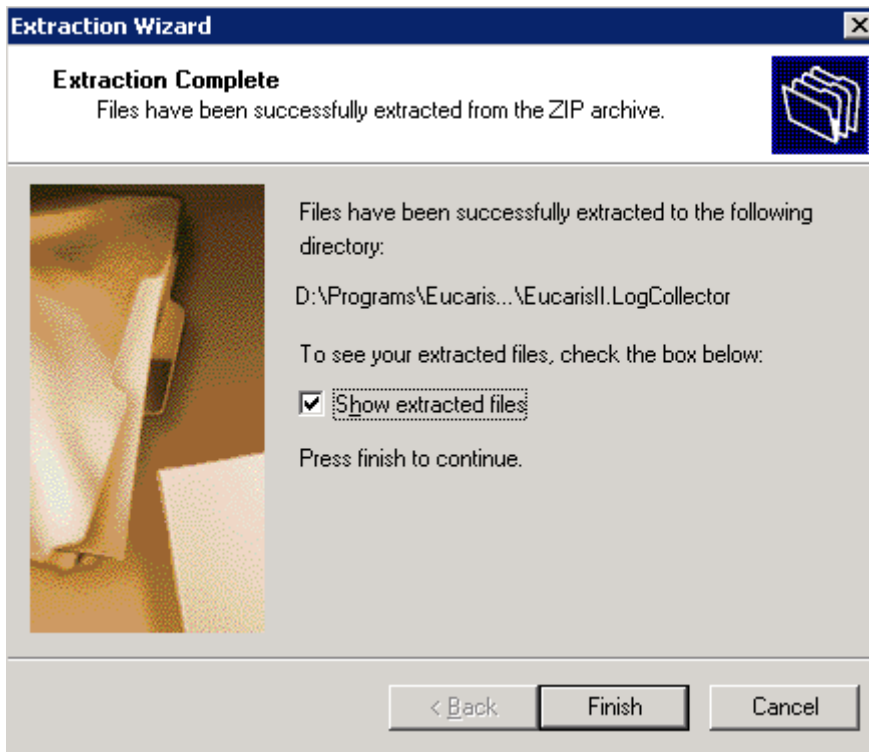 Extraction Wizard
Extraction Complete
Files have been successfully extracted from the ZIP archive.
Files have been successfully extracted to the following
directory:
D:\Programs\Eucaris...\EucarisII.LogCollector
To see your extracted files, check the box below:
Show extracted files
Press finish to continue.
< Back Finish Cancel